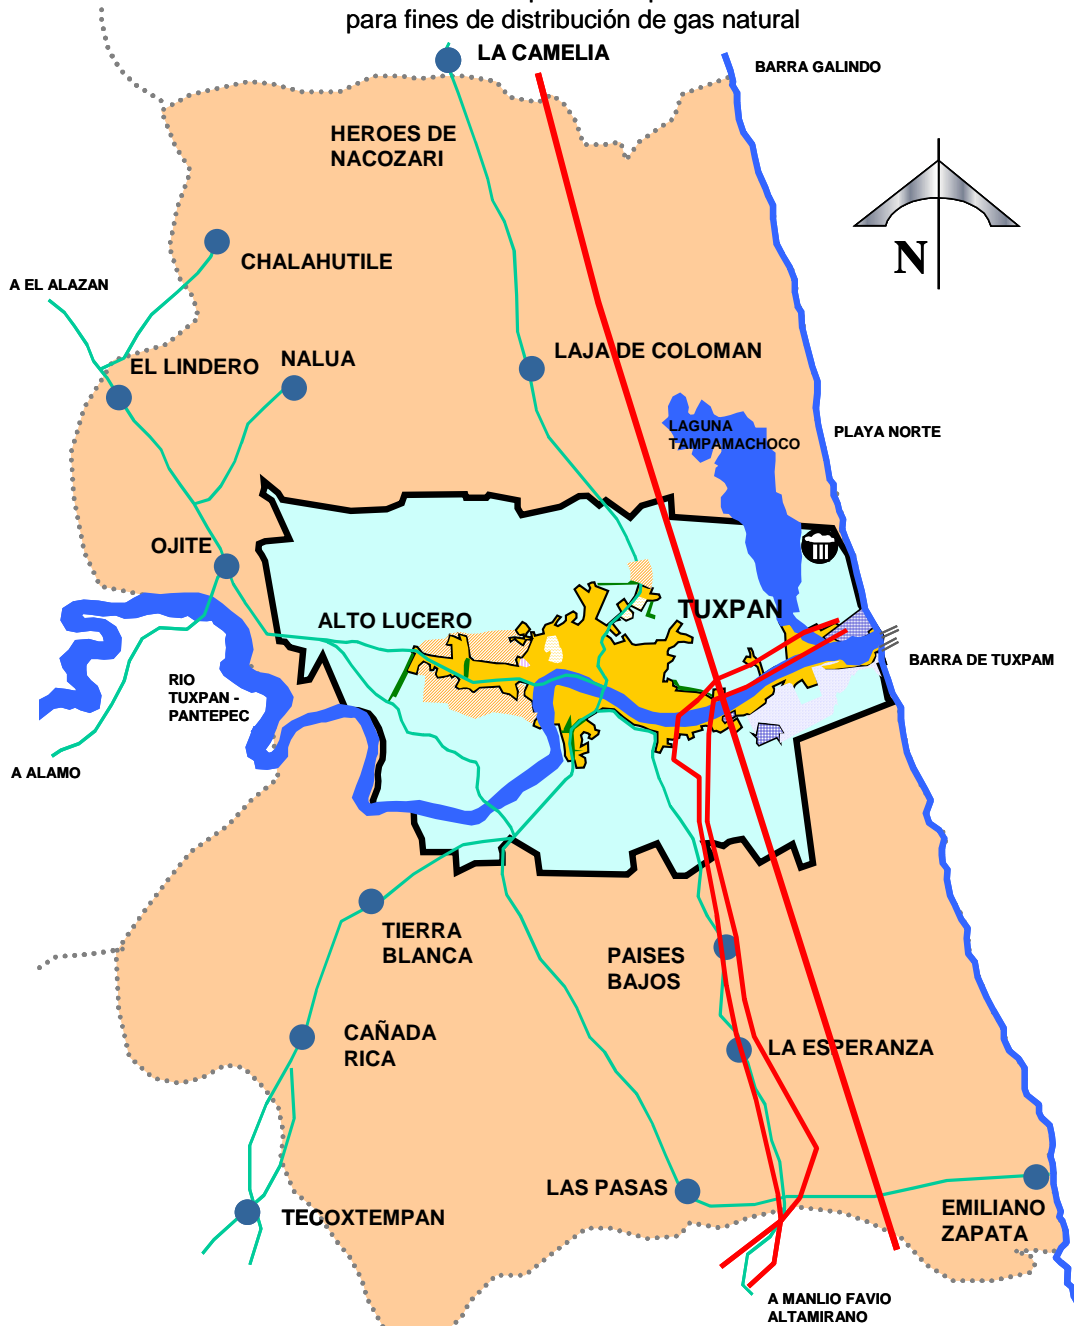 para fines de distribución de gas natural
LA CAMELIA
BARRA GALINDO
HEROES DE
NACOZARI
N
CHALAHUTILE
A EL ALAZAN
EL LINDERO
NALUA
LAJA DE COLOMAN
LAGUNA
TAMPAMACHOCO
PLAYA NORTE
OJITE
ALTO LUCERO
TUXPAN
BARRA DE TUXPAM
RIO
TUXPAN -
PANTEPEC
A ALAMO
TIERRA
BLANCA
PAISES
BAJOS
CAÑADA
RICA
LA ESPERANZA
LAS PASAS
TECOXTEMPAN
EMILIANO
ZAPATA
A MANLIO FAVIO
ALTAMIRANO